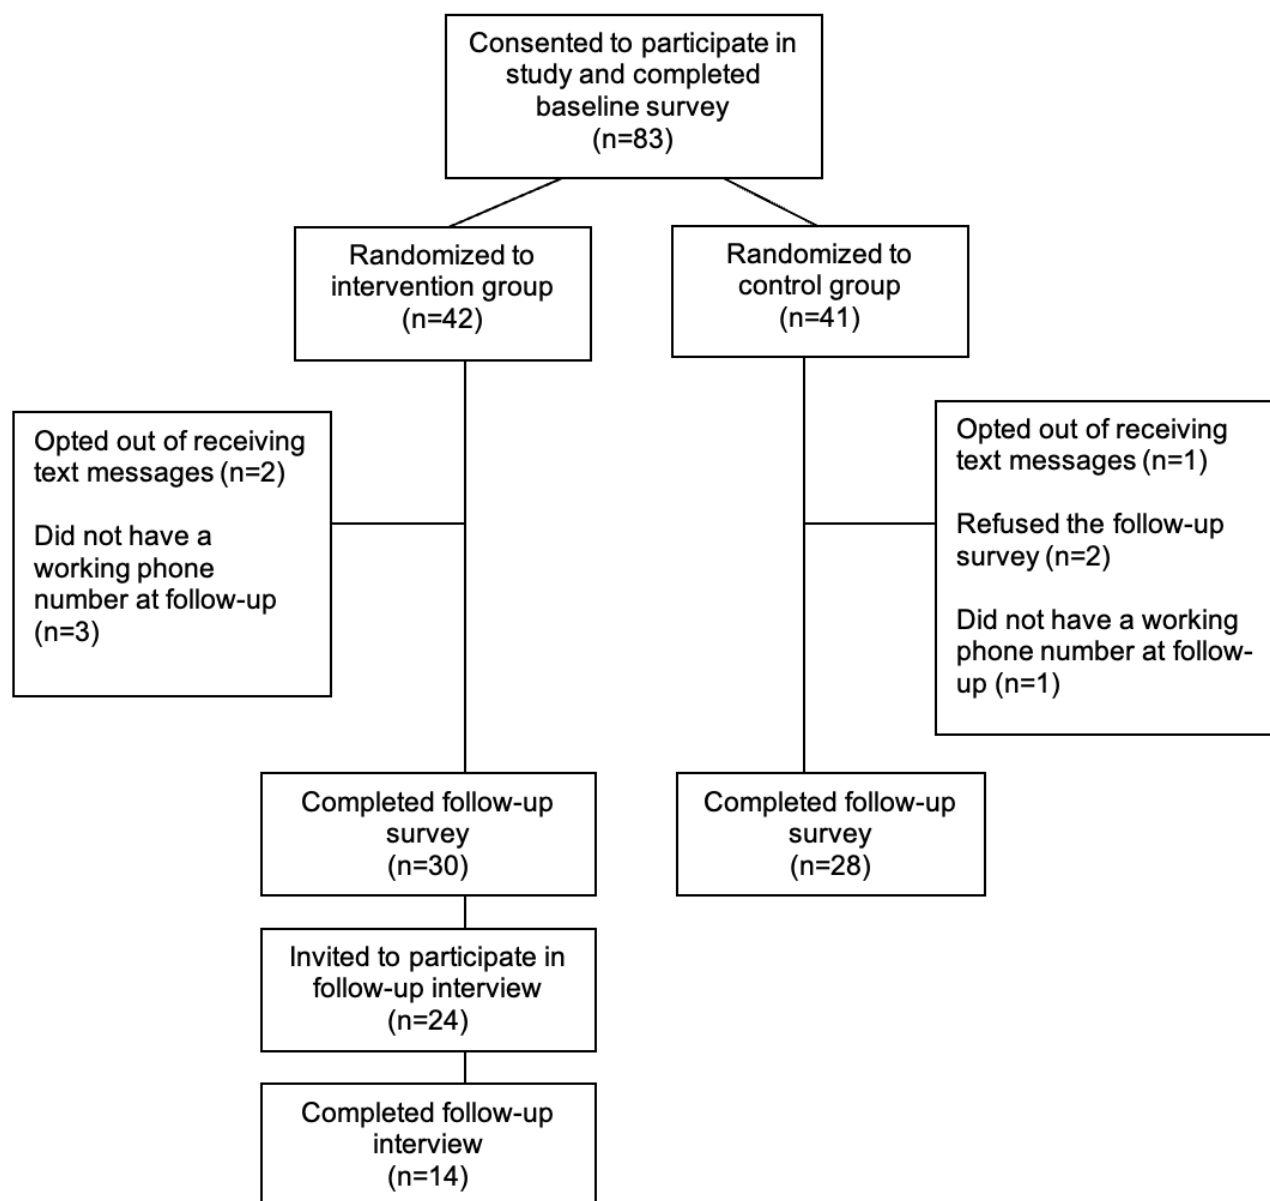 Consented to participate in
study and completed
baseline survey
(n=83)
Randomized to
intervention group
(n=42)
Randomized to
control group
(n=41)
Opted out of receiving
text messages (n=2)
Did not have a
working phone
number at follow-up
(n=3)
Opted out of receiving
text messages (n=1)
Refused the follow-up
survey (n=2)
Did not have a working
phone number at follow-
up (n=1)
Completed follow-up
survey
(n=30)
Completed follow-up
survey
(n=28)
Invited to participate in
follow-up interview
(n=24)
Completed follow-up
interview
(n=14)